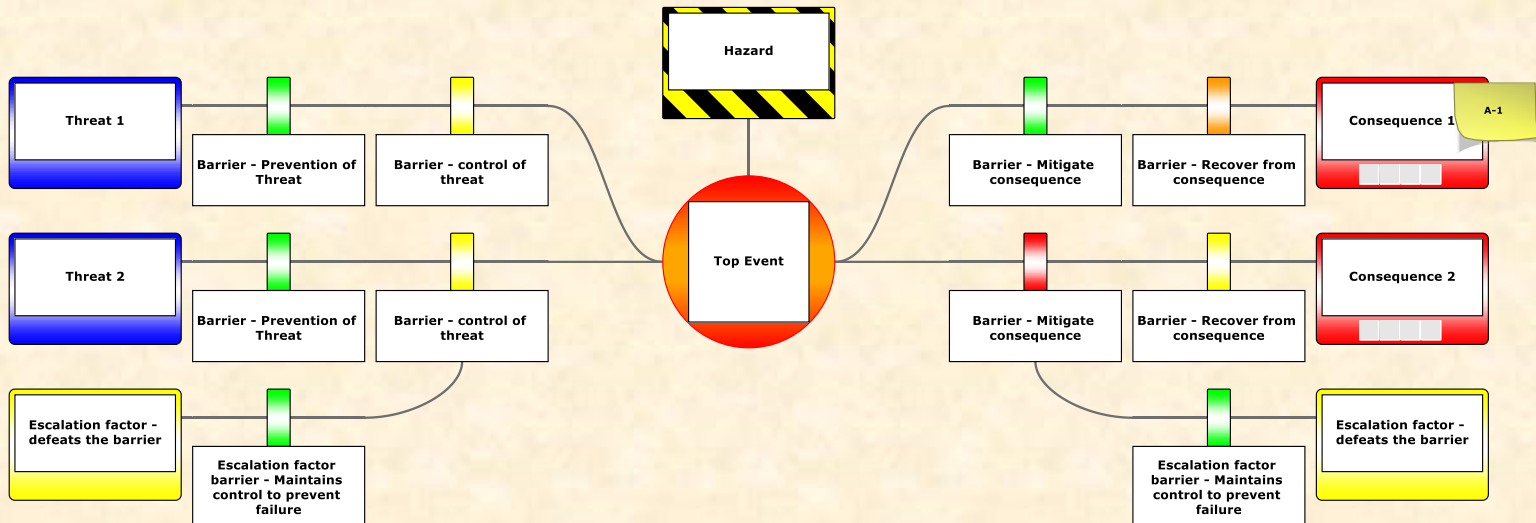 Hazard
Threat 1
Barrier - Prevention of
Threat
Barrier - control of
threat
Barrier - Mitigate
consequence
Barrier - Recover from
consequence
Consequence 1
A-1
Threat 2
Barrier - Prevention of
Threat
Barrier - control of
threat
Top Event
Barrier - Mitigate
consequence
Barrier - Recover from
consequence
Consequence 2
Escalation factor -
defeats the barrier
Escalation factor
barrier - Maintains
control to prevent
failure
Escalation factor
barrier - Maintains
control to prevent
failure
Escalation factor -
defeats the barrier